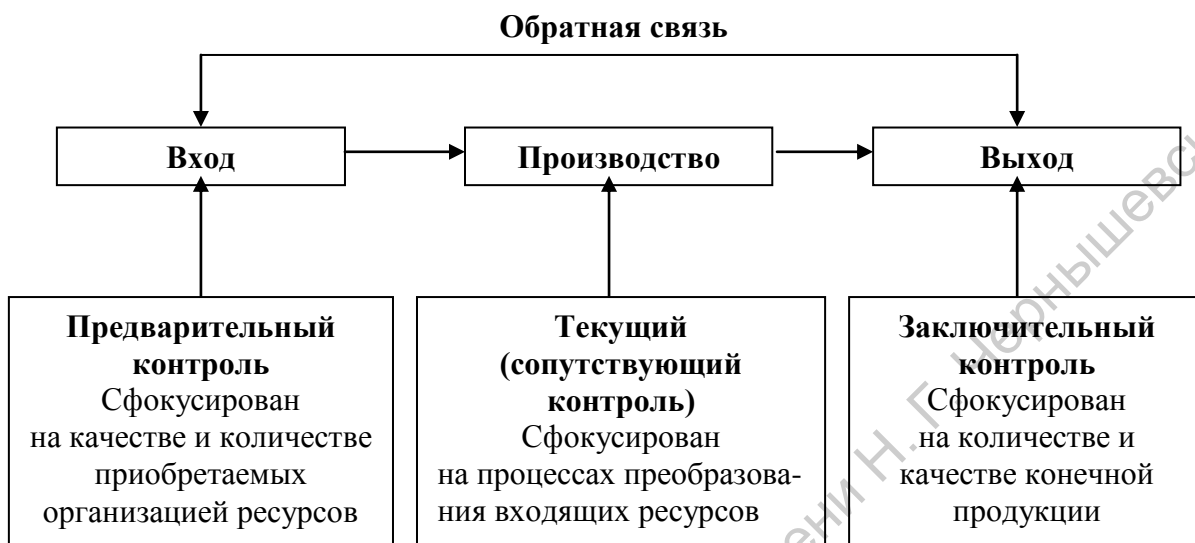 Обратная связь
Вход
Производство
Выход
Предварительный
контроль
Сфокусирован
на качестве и количестве
приобретаемых
организацией ресурсов
Текущий
(сопутствующий
контроль)
Сфокусирован
на процессах преобразова-
ния входящих ресурсов
Заключительный
контроль
Сфокусирован
на количестве и
качестве конечной
продукции
Н. Г.